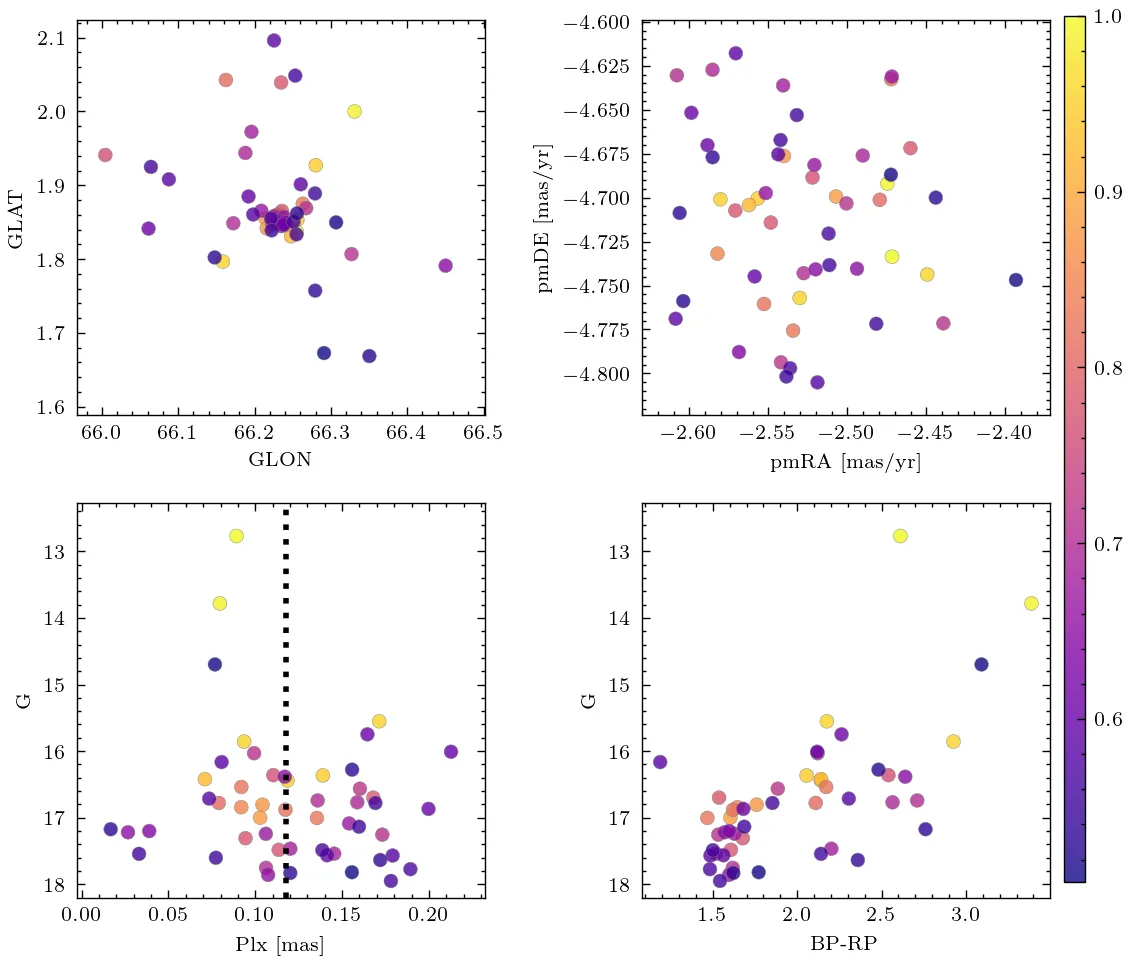 2.1
2.0
1.9
1.8
1.7
1.6
GLAT
66.0 66.1 66.2 66.3 66.4 66.5
GLON
−4.600
−4.625
−4.650
−4.675
−4.700
−4.725
−4.750
−4.775
−4.800
pmDE [mas/yr]
−2.60 −2.55 −2.50 −2.45 −2.40
pmRA [mas/yr]
1.0
0.9
0.8
0.7
0.6
13
14
15
16
17
18
G
0.00 0.05 0.10 0.15 0.20
Plx [mas]
13
14
15
16
17
18
G
1.5 2.0 2.5 3.0
BP-RP